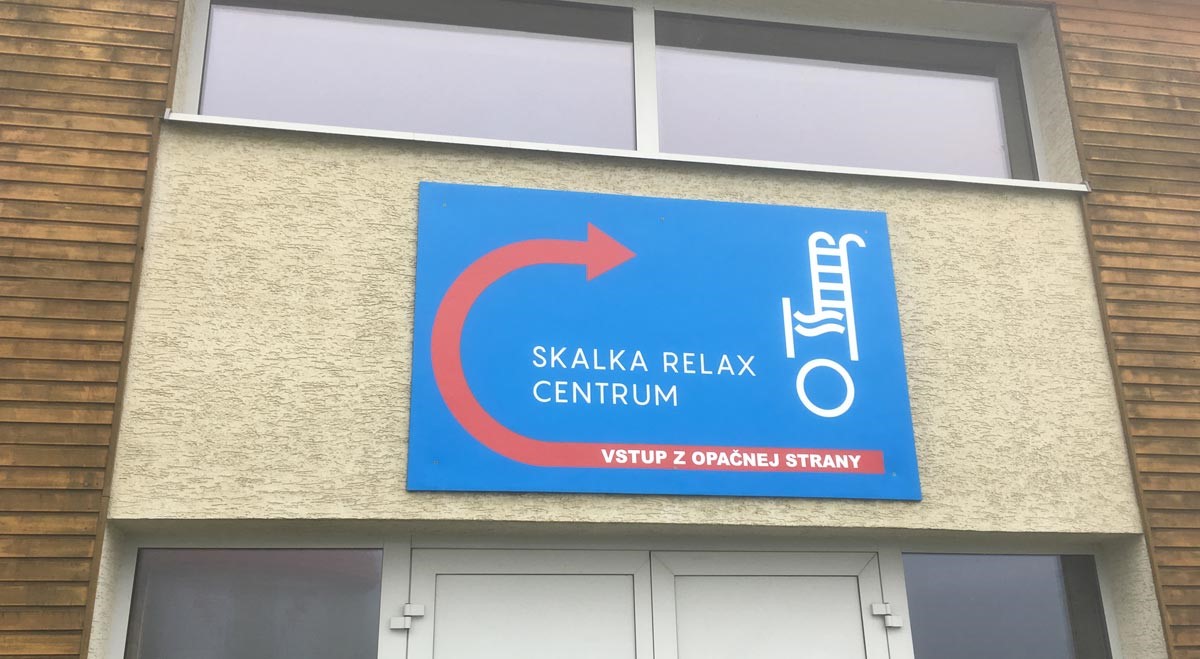 SKALKA RELAX
CENTRUM
VSTUP Z OPAČNEJ STRANY